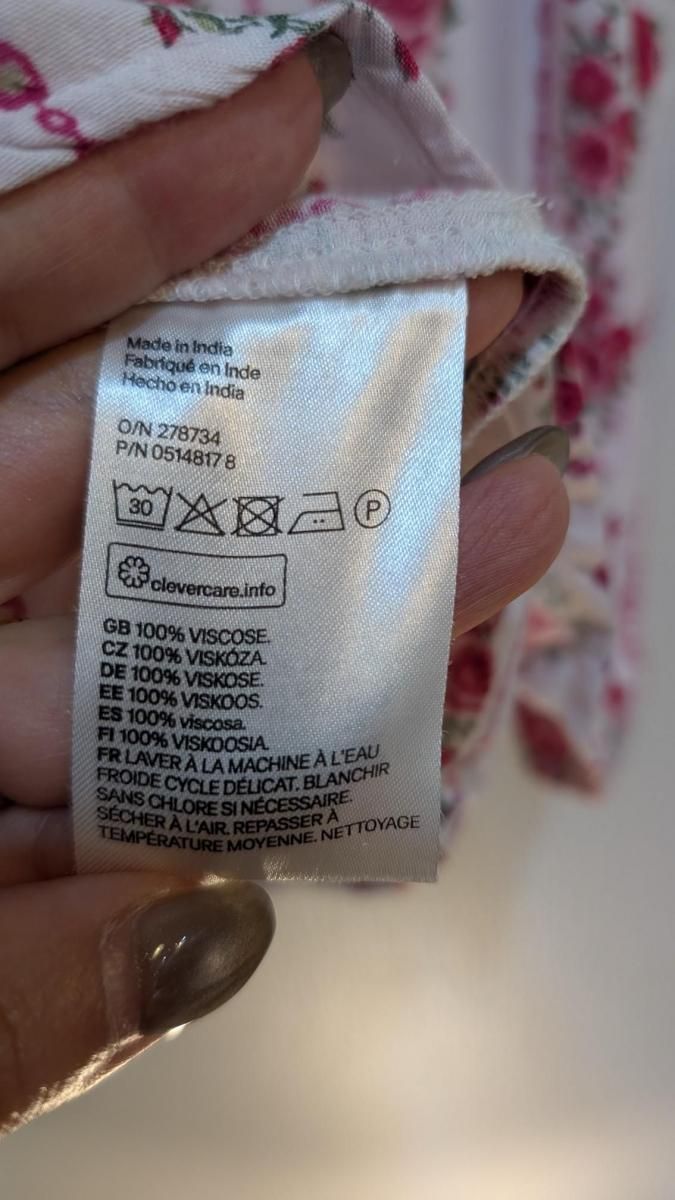 Made in India
Fabriqué en Inde
Hecho en India
O/N 278734
P/N 0514817 8
30 P
clevercare.info
GB 100% VISCOSE.
CZ 100% VISKÓZA.
DE 100% VISKOSE.
EE 100% VISKOOS.
ES 100% viscosa.
FI 100% VISKOOSIA.
FR LAVER À LA MACHINE À L'EAU
FROIDE CYCLE DÉLICAT. BLANCHIR
SANS CHLORE SI NÉCESSAIRE.
SÉCHER À L'AIR. REPASSER À
TEMPÉRATURE MOYENNE. NETTOYAGE